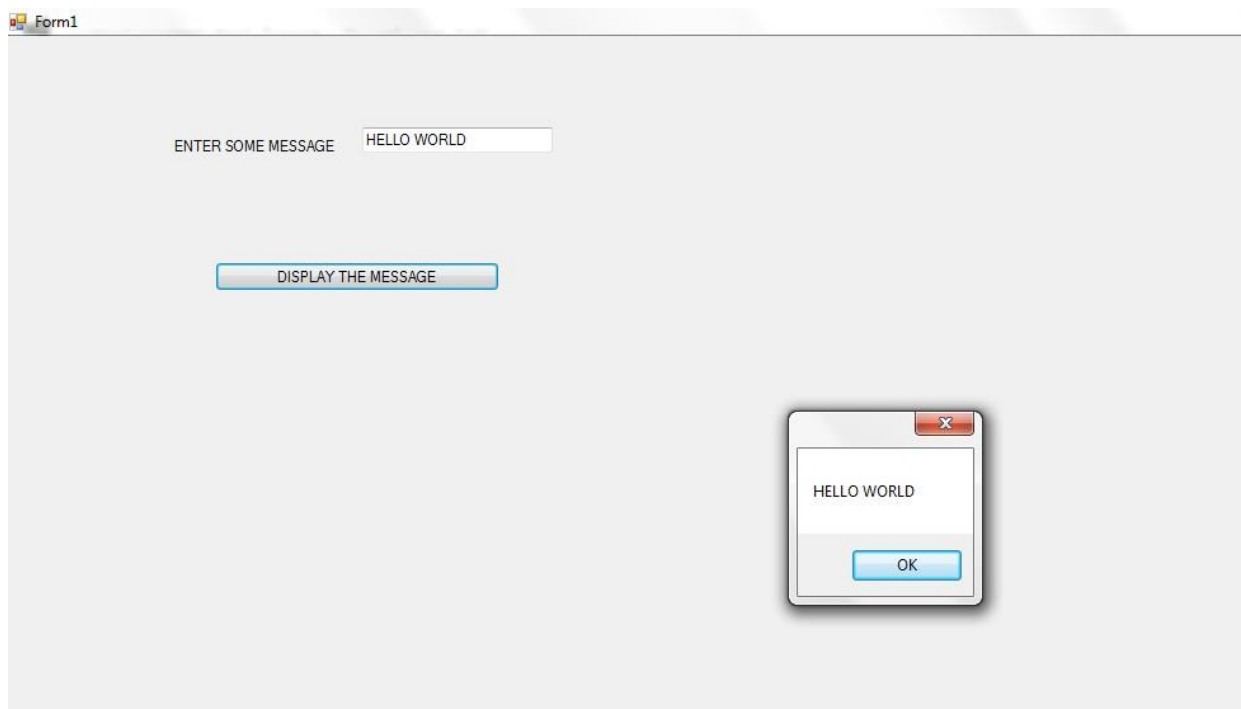 Form1
ENTER SOME MESSAGE
HELLO WORLD
DISPLAY THE MESSAGE
HELLO WORLD
OK